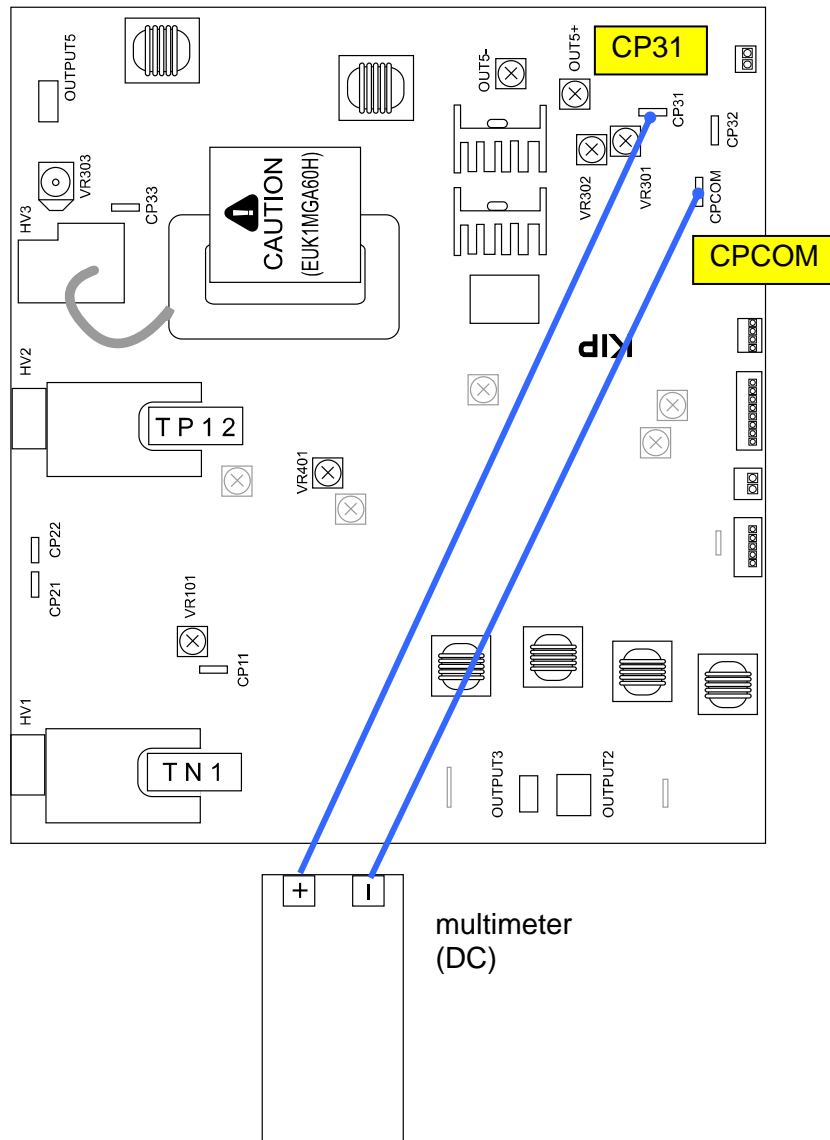 OUTPUT5
OUT5-
OUT5+
CP31
CP31
CP32
VR303
CP33
CAUTION
(EUK1MGA60H)
VR302
VR301
CPCOM
HV3
CPCOM
KIP
HV2
TP12
VR401
CP22
CP21
VR101
CP11
HV1
TN1
OUTPUT3
OUTPUT2
+
-
multimeter
(DC)